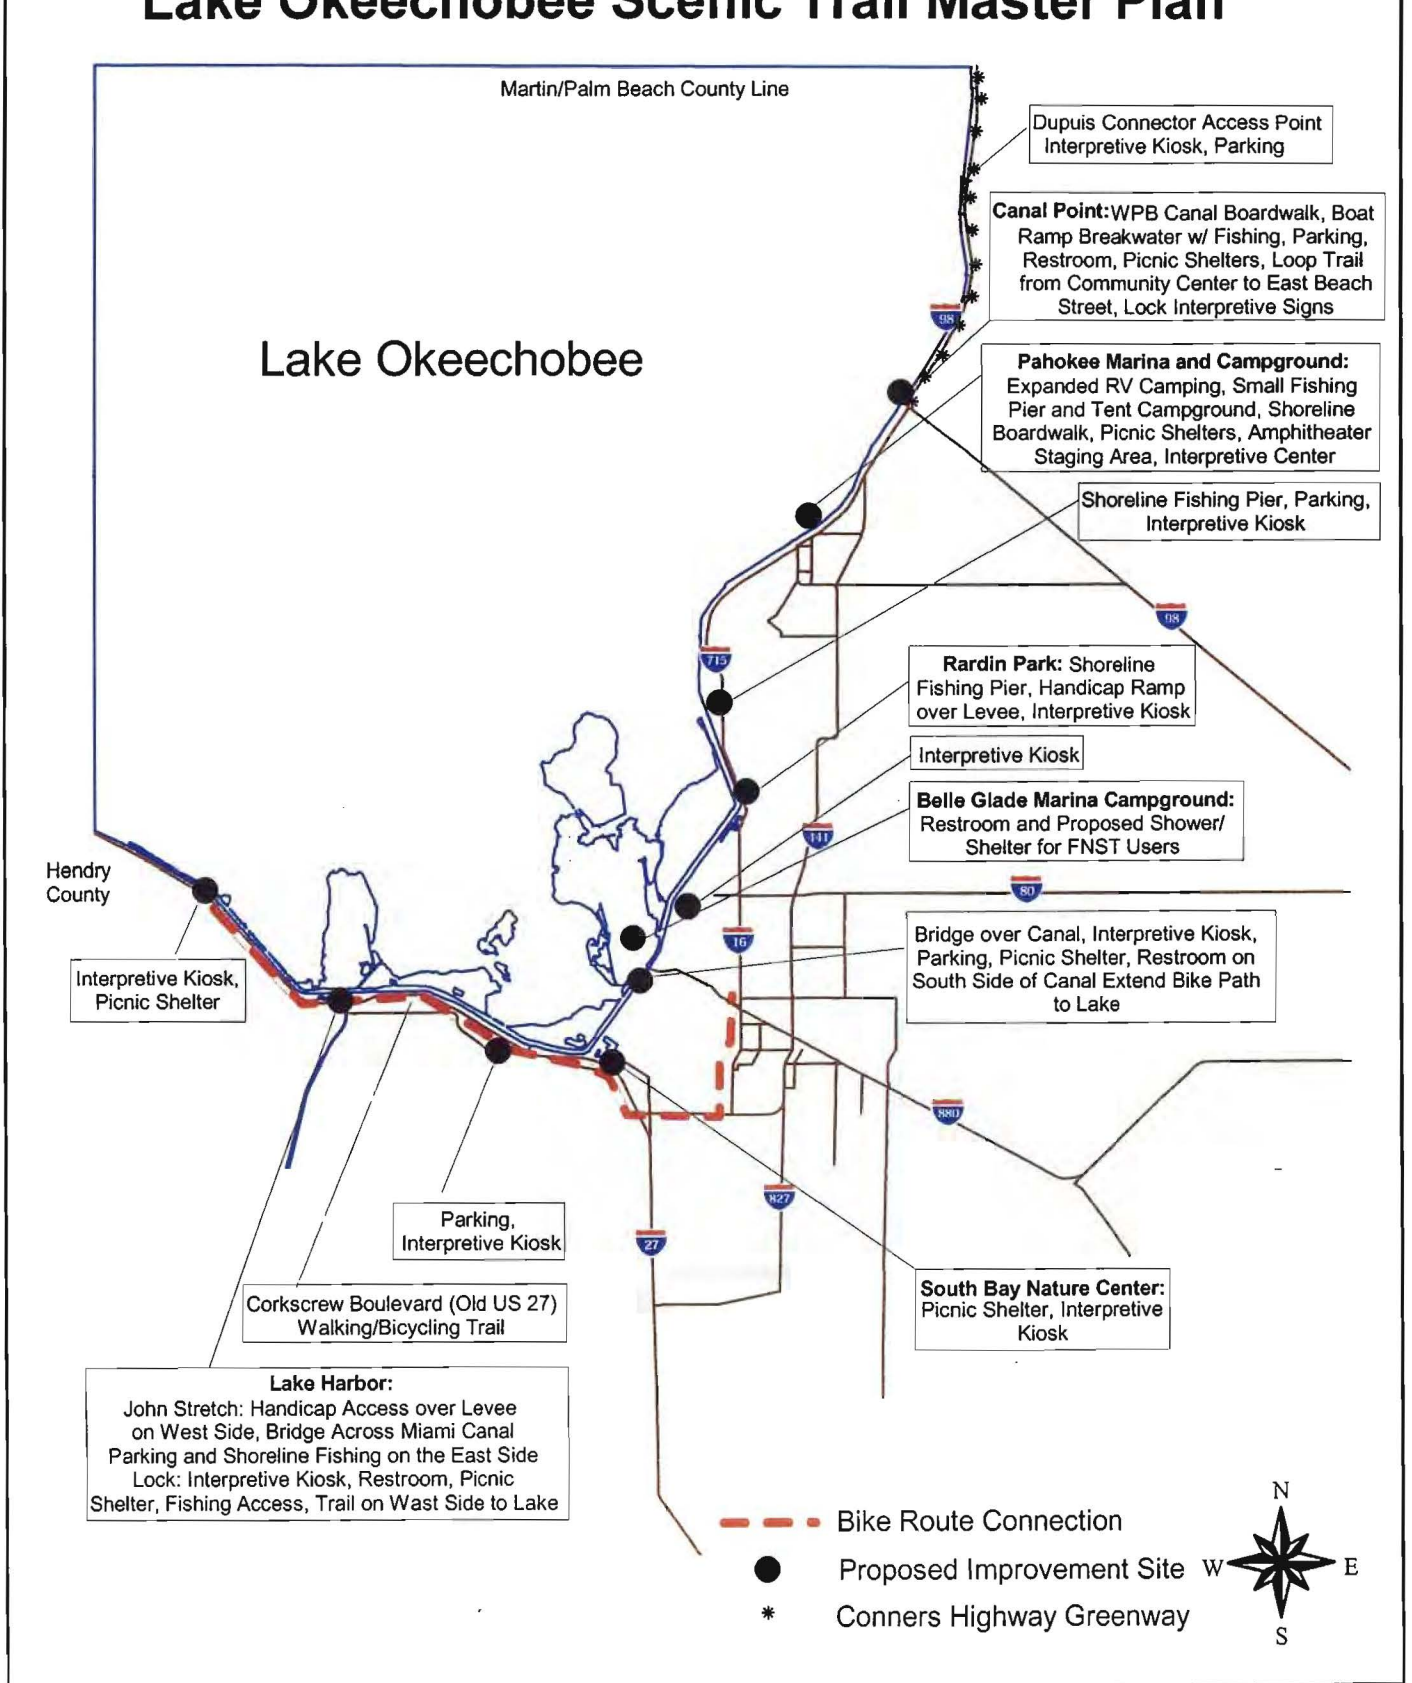 Lake Okeechobee Scenic Trail Master Plan
Martin/Palm Beach County Line
Dupuis Connector Access Point
Interpretive Kiosk, Parking
Canal Point:WPB Canal Boardwalk, Boat
Ramp Breakwater w/ Fishing, Parking,
Restroom, Picnic Shelters, Loop Trail
from Community Center to East Beach
Street, Lock Interpretive Signs
98
Lake Okeechobee
Pahokee Marina and Campground:
Expanded RV Camping, Small Fishing
Pier and Tent Campground, Shoreline
Boardwalk, Picnic Shelters, Amphitheater
Staging Area, Interpretive Center
Shoreline Fishing Pier, Parking,
Interpretive Kiosk
98
715
Rardin Park: Shoreline
Fishing Pier, Handicap Ramp
over Levee, Interpretive Kiosk
Interpretive Kiosk
Belle Glade Marina Campground:
Restroom and Proposed Shower/
Shelter for FNST Users
441
Hendry
County
80
16
Bridge over Canal, Interpretive Kiosk,
Parking, Picnic Shelter, Restroom on
South Side of Canal Extend Bike Path
to Lake
Interpretive Kiosk,
Picnic Shelter
880
827
27
Parking,
Interpretive Kiosk
South Bay Nature Center:
Picnic Shelter, Interpretive
Kiosk
Corkscrew Boulevard (Old US 27)
Walking/Bicycling Trail
Lake Harbor:
John Stretch: Handicap Access over Levee
on West Side, Bridge Across Miami Canal
Parking and Shoreline Fishing on the East Side
Lock: Interpretive Kiosk, Restroom, Picnic
Shelter, Fishing Access, Trail on Wast Side to Lake
Bike Route Connection
Proposed Improvement Site
Conners Highway Greenway
N
W
E
S